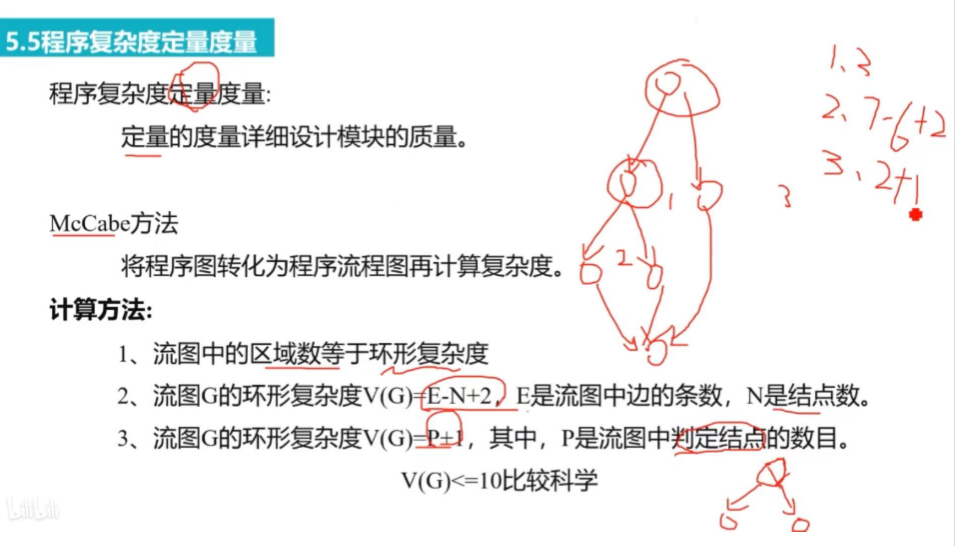 5.5程序复杂度定量度量
程序复杂度定量度量:
定量的度量详细设计模块的质量。
McCabe方法
将程序图转化为程序流程图再计算复杂度。
计算方法:
1、流图中的区域数等于环形复杂度
2、流图G的环形复杂度V(G)=E-N+2，E是流图中边的条数，N是结点数。
3、流图G的环形复杂度V(G)=P+1，其中，P是流图中判定结点的数目。
V(G)<=10比较科学
1、3
2、7-6+2
3、2+1
1
2
3
bilibili